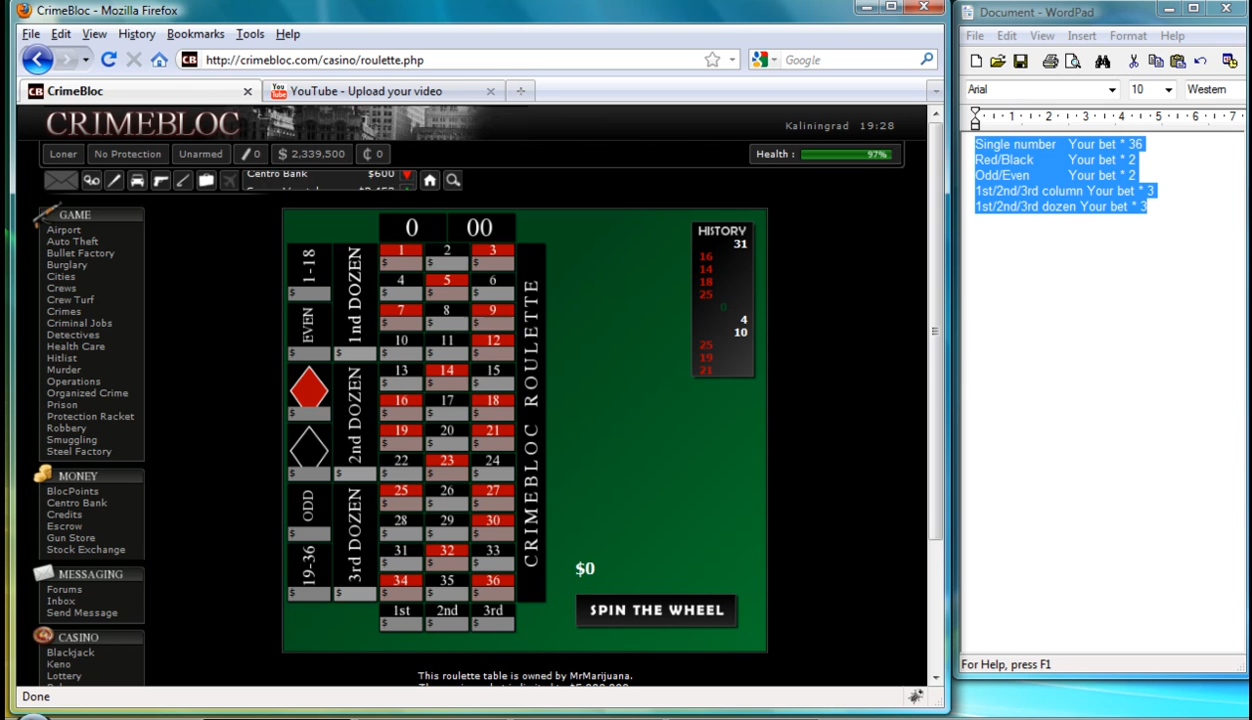 CrimeBloc - Mozilla Firefox
File Edit View History Bookmarks Tools Help
http://crimebloc.com/casino/roulette.php
Google
CrimeBloc
YouTube - Upload your video
CRIMEBLOC
Kaliningrad 19:28
Loner No Protection Unarmed 0 $ 2,339,500 0
Health : 97%
Centro Bank $600
GAME
Airport
Auto Theft
Bullet Factory
Burglary
Cities
Crews
Crew Turf
Crimes
Criminal Jobs
Detectives
Health Care
Hitlist
Murder
Operations
Organized Crime
Prison
Protection Racket
Robbery
Smuggling
Steel Factory
MONEY
BlocPoints
Centro Bank
Credits
Escrow
Gun Store
Stock Exchange
MESSAGING
Forums
Inbox
Send Message
CASINO
Blackjack
Keno
Lottery
0 00
1-18
EVEN
ODD
19-36
1nd DOZEN
2nd DOZEN
3rd DOZEN
1 2 3
$ $ $
4 5 6
$ $ $
7 8 9
$ $ $
10 11 12
$ $ $
13 14 15
$ $ $
16 17 18
$ $ $
19 20 21
$ $ $
22 23 24
$ $ $
25 26 27
$ $ $
28 29 30
$ $ $
31 32 33
$ $ $
34 35 36
$ $ $
1st 2nd 3rd
$ $ $
CRIMEBLOC ROULETTE
HISTORY
31
16
14
18
25
0
4
10
25
19
21
$0
SPIN THE WHEEL
This roulette table is owned by MrMarijuana.
Done
Document - WordPad
File Edit View Insert Format Help
Arial 10 Western
1 2 3 4 5 6 7
Single number Your bet * 36
Red/Black Your bet * 2
Odd/Even Your bet * 2
1st/2nd/3rd column Your bet * 3
1st/2nd/3rd dozen Your bet * 3
For Help, press F1